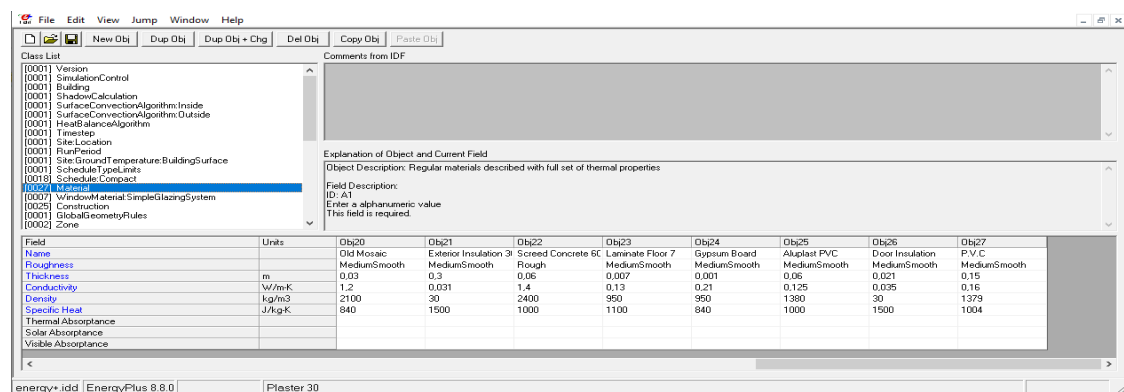 File Edit View Jump Window Help
New Obj Dup Obj Dup Obj + Chg Del Obj Copy Obj Paste Obj
Class List
[0001] Version
[0001] SimulationControl
[0001] Building
[0001] ShadowCalculation
[0001] SurfaceConvectionAlgorithm:Inside
[0001] SurfaceConvectionAlgorithm:Outside
[0001] HeatBalanceAlgorithm
[0001] Timestep
[0001] Site:Location
[0001] RunPeriod
[0001] Site:GroundTemperature:BuildingSurface
[0001] ScheduleTypeLimits
[0018] Schedule:Compact
[0027] Material
[0007] WindowMaterial:SimpleGlazingSystem
[0025] Construction
[0001] GlobalGeometryRules
[0002] Zone
Comments from IDF
Explanation of Object and Current Field
Object Description: Regular materials described with full set of thermal properties
Field Description:
ID: A1
Enter a alphanumeric value
This field is required.
Field Units Obj20 Obj21 Obj22 Obj23 Obj24 Obj25 Obj26 Obj27
Name Old Mosaic Exterior Insulation 3 Screed Concrete 6 Laminate Floor 7 Gypsum Board Aluplast PVC Door Insulation P.V.C
Roughness MediumSmooth MediumSmooth Rough MediumSmooth MediumSmooth MediumSmooth MediumSmooth MediumSmooth
Thickness m 0,03 0,3 0,06 0,007 0,001 0,06 0,021 0,15
Conductivity W/m-K 1,2 0,031 1,4 0,13 0,21 0,125 0,035 0,16
Density kg/m3 2100 30 2400 950 950 1380 30 1379
Specific Heat J/kg-K 840 1500 1000 1100 840 1000 1500 1004
Thermal Absorptance
Solar Absorptance
Visible Absorptance
energy+.idd EnergyPlus 8.8.0 Plaster 30